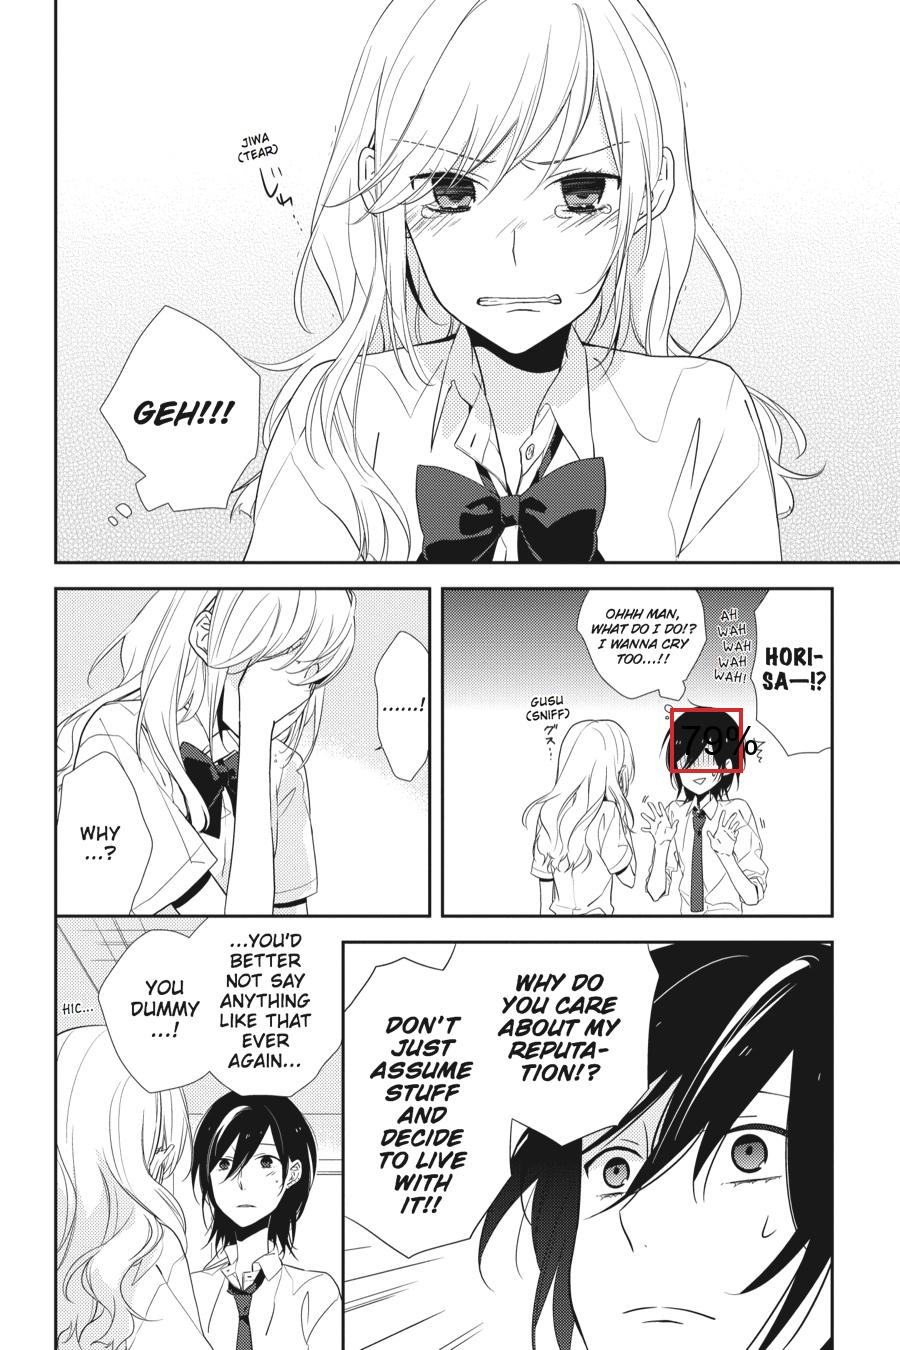 JIWA
(TEAR)
GEH!!!
HORI-
SA—!?
AH
WAH
WAH
WAH
WAH!
OHHH MAN,
WHAT DO I DO!?
I WANNA CRY
TOO...!!
GUSU
(SNIFF)
グス
79%
......!
WHY
...?
WHY DO
YOU CARE
ABOUT MY
REPUTA-
TION!?
DON'T
JUST
ASSUME
STUFF
AND
DECIDE
TO LIVE
WITH
IT!!
...YOU'D
BETTER
NOT SAY
ANYTHING
LIKE THAT
EVER
AGAIN...
YOU
DUMMY
...!
HIC...